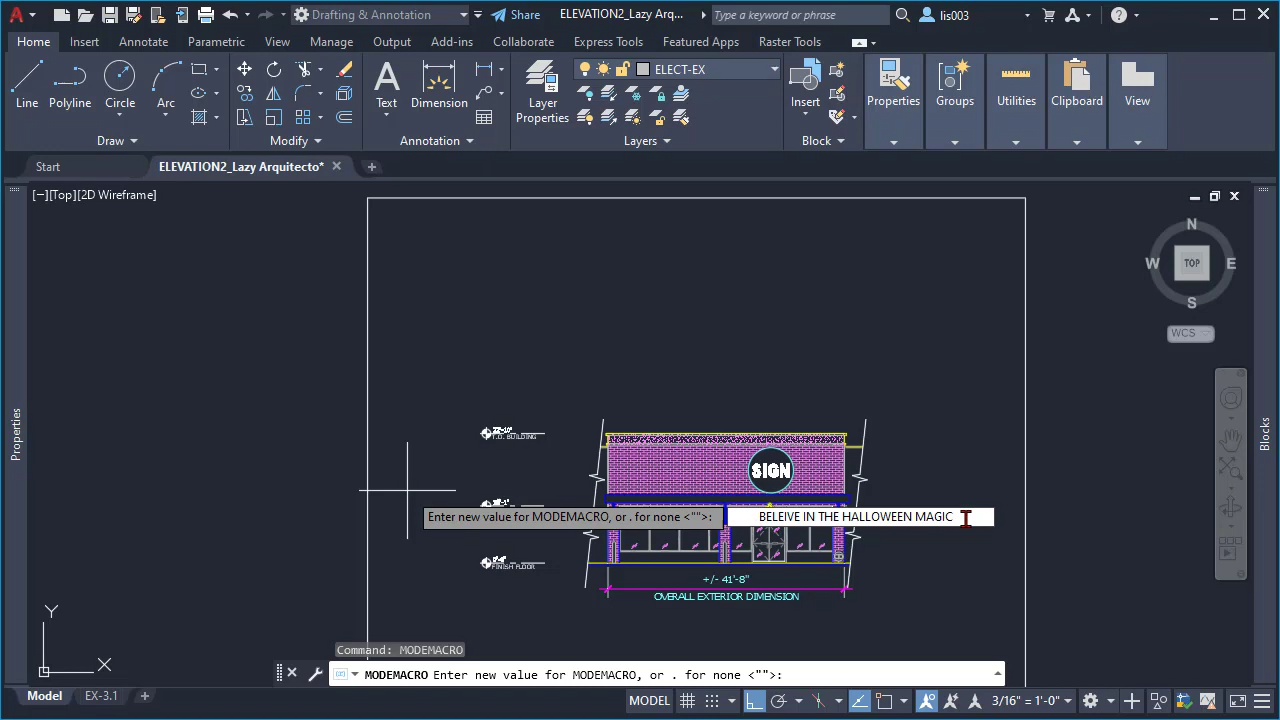 Drafting & Annotation
Share
ELEVATION2_Lazy Arq...
Type a keyword or phrase
lis003
Home
Insert
Annotate
Parametric
View
Manage
Output
Add-ins
Collaborate
Express Tools
Featured Apps
Raster Tools
Line
Polyline
Circle
Arc
Text
Dimension
Layer
Properties
ELECT-EX
Insert
Properties
Groups
Utilities
Clipboard
View
Draw
Modify
Annotation
Layers
Block
Start
ELEVATION2_Lazy Arquitecto*
[−][Top][2D Wireframe]
N
W
TOP
E
S
WCS
Properties
Blocks
T.O. BUILDING
SIGN
Enter new value for MODEMACRO, or . for none <"">:
BELEIVE IN THE HALLOWEEN MAGIC
FINISH FLOOR
+/- 41'-8"
OVERALL EXTERIOR DIMENSION
Y
X
Command: MODEMACRO
MODEMACRO Enter new value for MODEMACRO, or . for none <"">:
Model
EX-3.1
MODEL
3/16" = 1'-0"